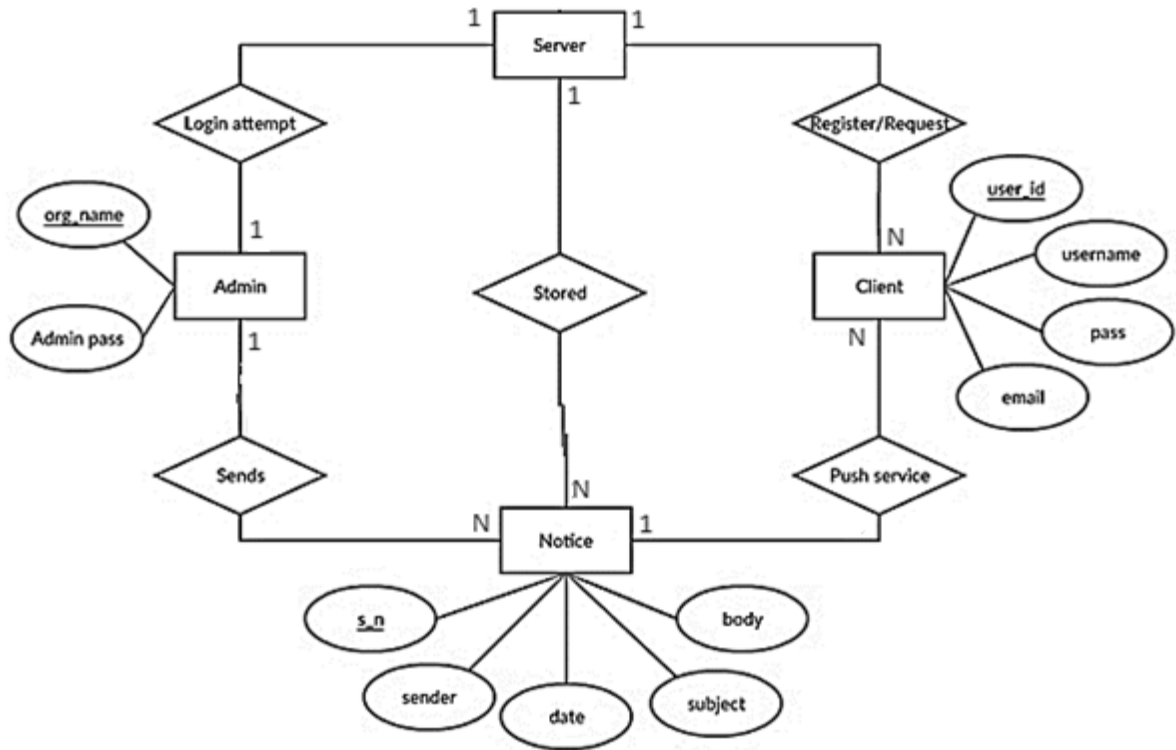 1
Server
1
1
Login attempt
Register/Request
org_name
user_id
1
N
username
Admin
Stored
Client
Admin pass
1
N
pass
email
Sends
Push service
N
N
1
Notice
s_n
body
sender
subject
date